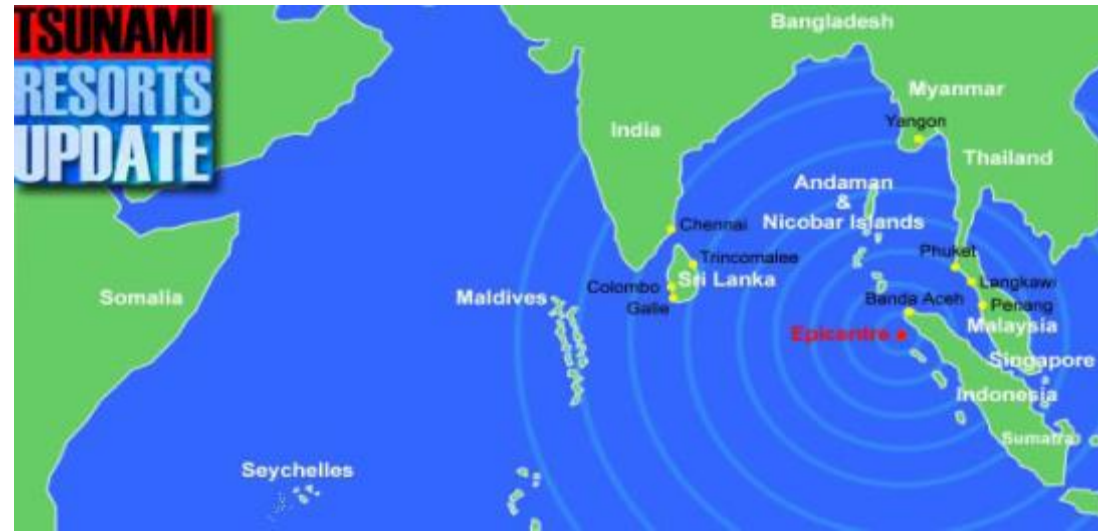 TSUNAMI
RESORTS
UPDATE
Bangladesh
Myanmar
Yangon
India
Thailand
Andaman
&
Nicobar Islands
Chennai
Phuket
Trincomalee
Sri Lanka
Langkawi
Colombo
Somalia
Maldives
Galle
Banda Aceh
Penang
Malaysia
Epicentre
Singapore
Indonesia
Sumatra
Seychelles